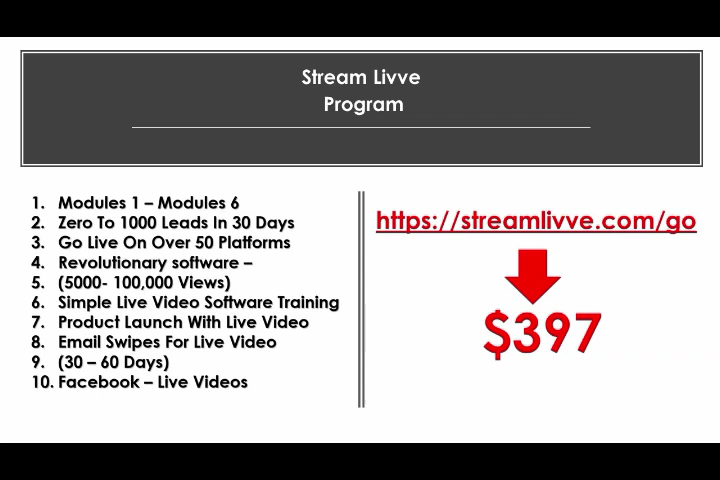 Stream Livve
Program
1. Modules 1 – Modules 6
2. Zero To 1000 Leads In 30 Days
3. Go Live On Over 50 Platforms
4. Revolutionary software –
5. (5000- 100,000 Views)
6. Simple Live Video Software Training
7. Product Launch With Live Video
8. Email Swipes For Live Video
9. (30 – 60 Days)
10. Facebook – Live Videos
https://streamlivve.com/go
$397